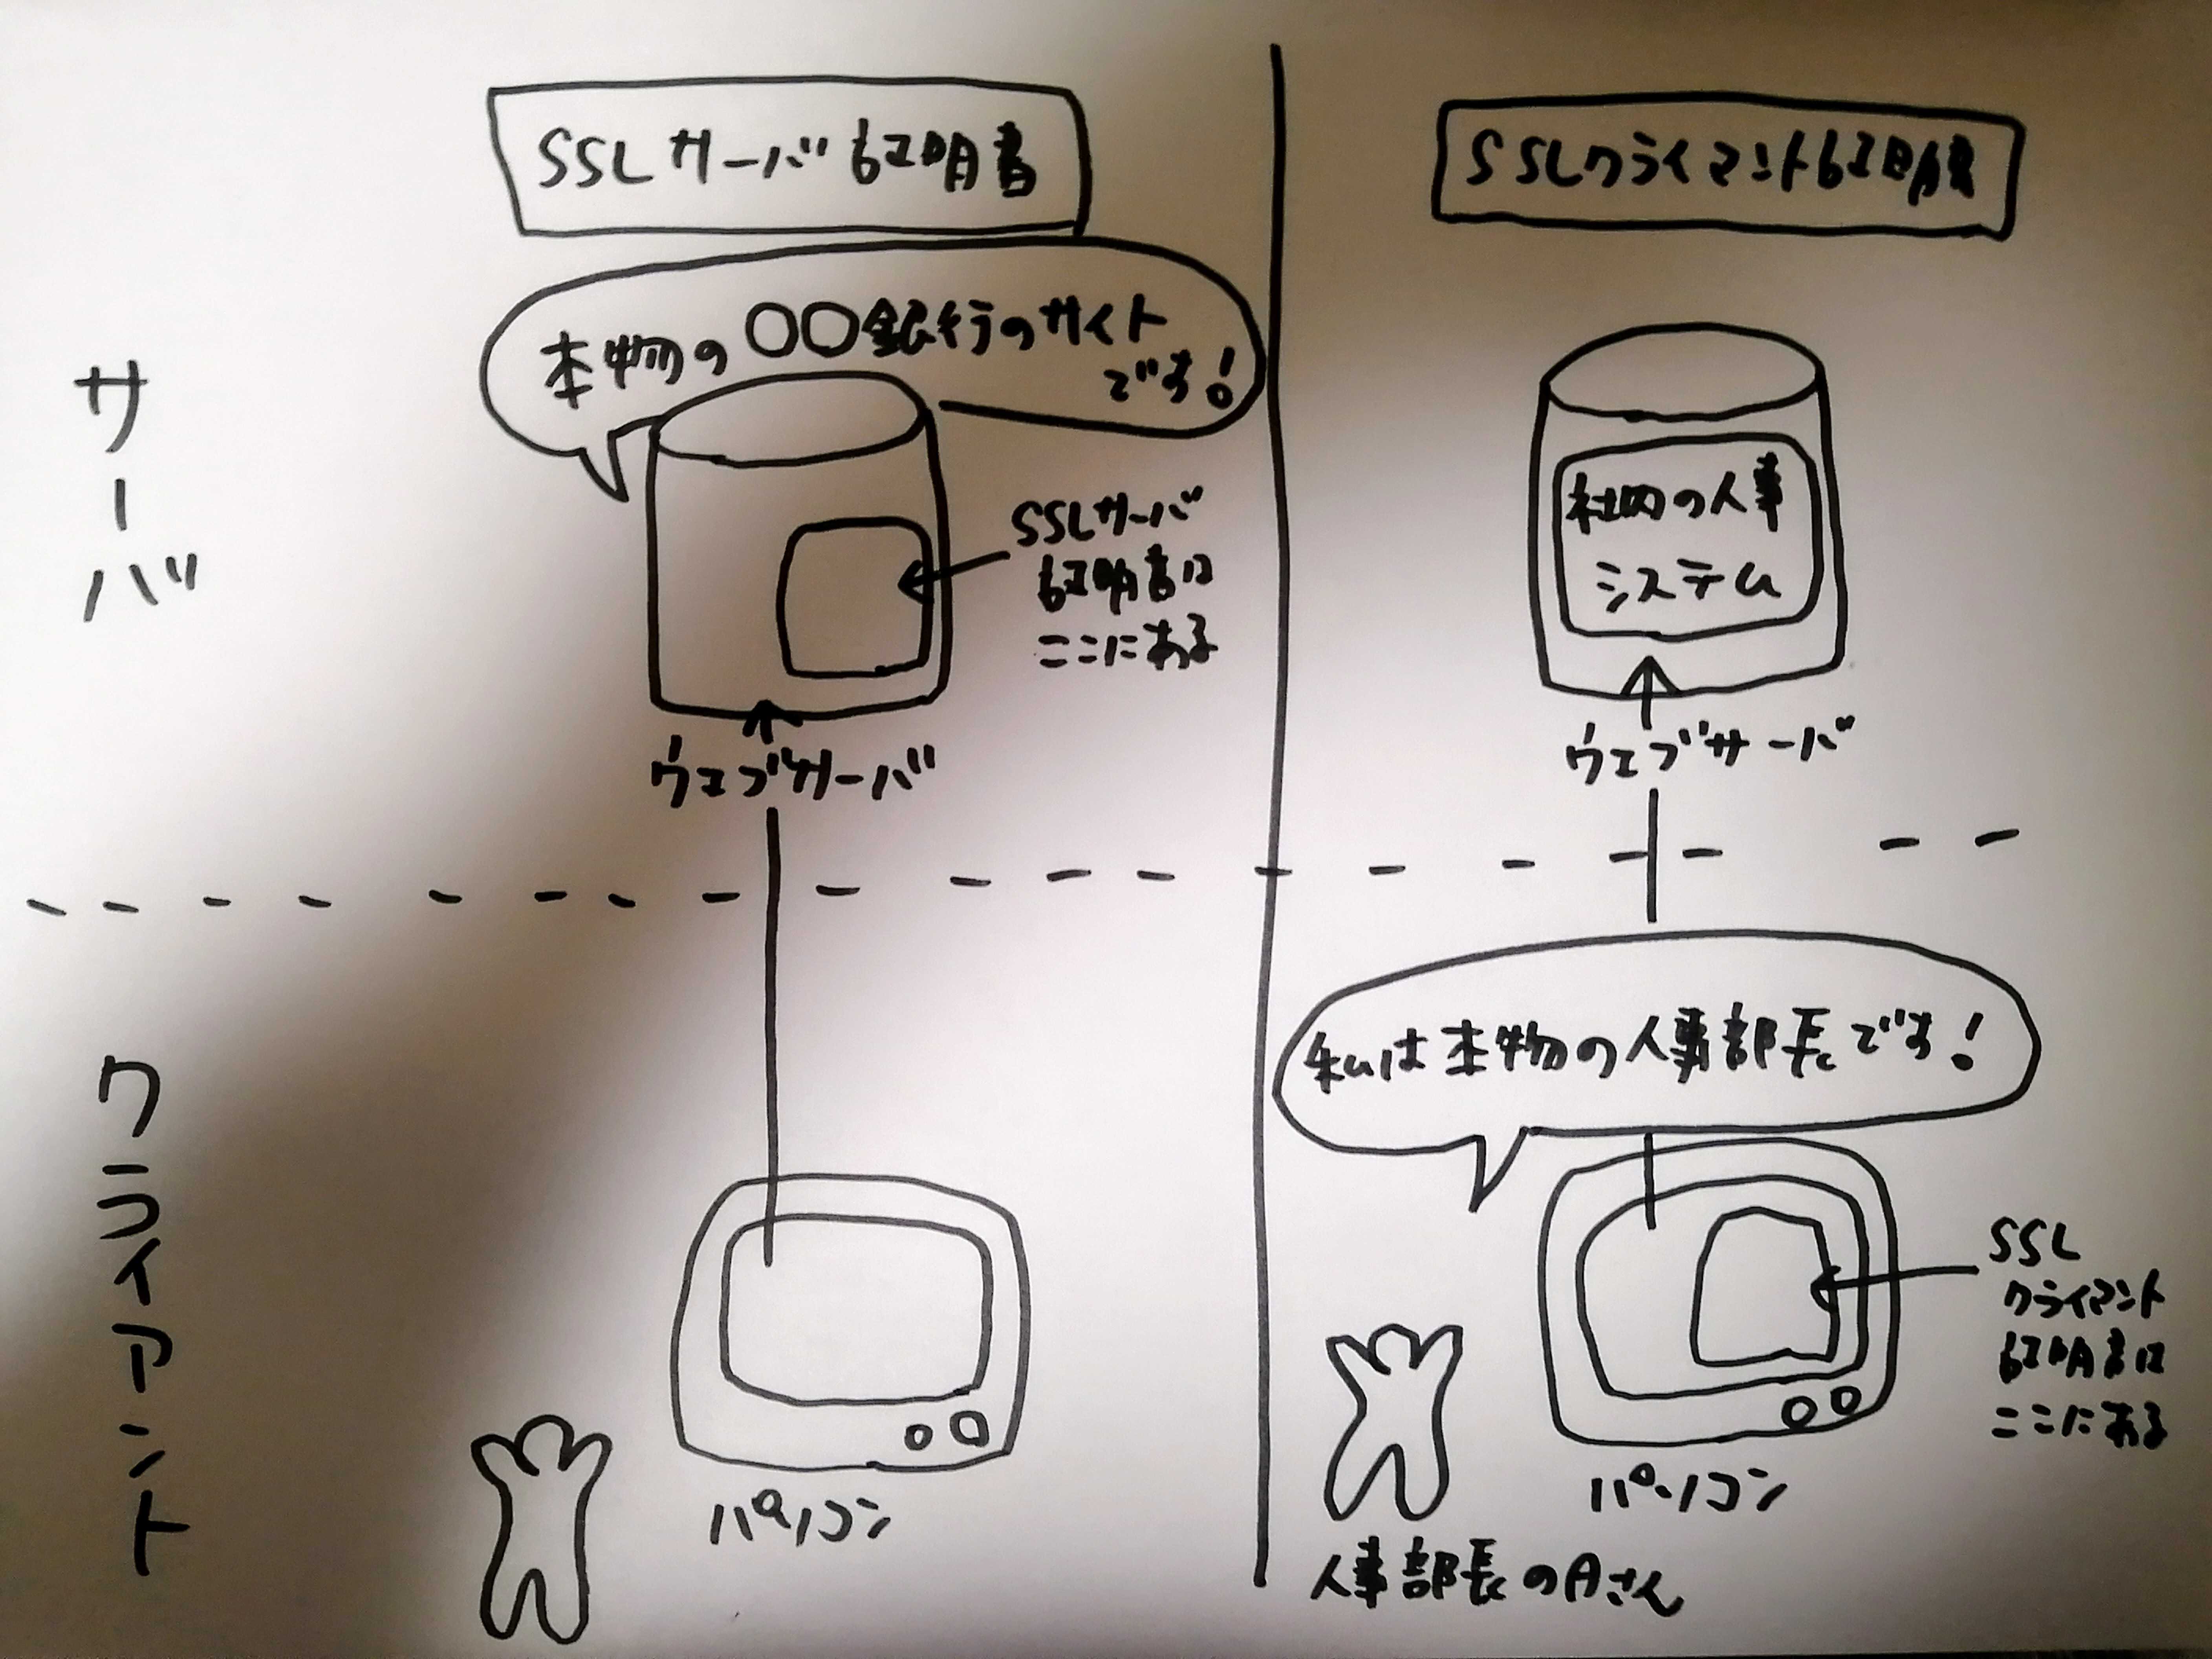 SSLサーバ証明書
本物の〇〇銀行のサイト
です!
SSLサーバ
証明書は
ここにある
ウェブサーバ
サーバ
SSLクライアント証明書
社内の人事
システム
ウェブサーバ
クライアント
パソコン
私は本物の人事部長です!
SSL
クライアント
証明書は
ここにある
パソコン
人事部長のAさん